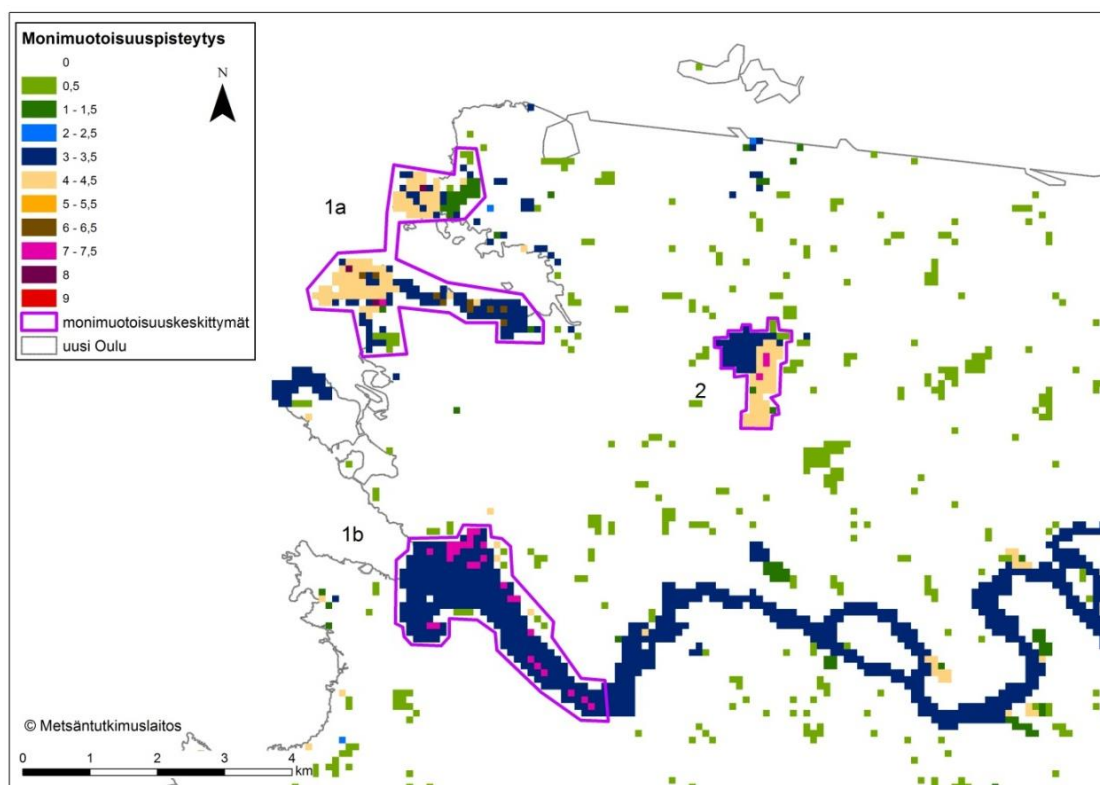 Monimuotoisuuspisteytys
0
0,5
1 - 1,5
2 - 2,5
3 - 3,5
4 - 4,5
5 - 5,5
6 - 6,5
7 - 7,5
8
9
monimuotoisuuskeskittymät
uusi Oulu
N
1a
2
1b
© Metsäntutkimuslaitos
0 1 2 3 4
km